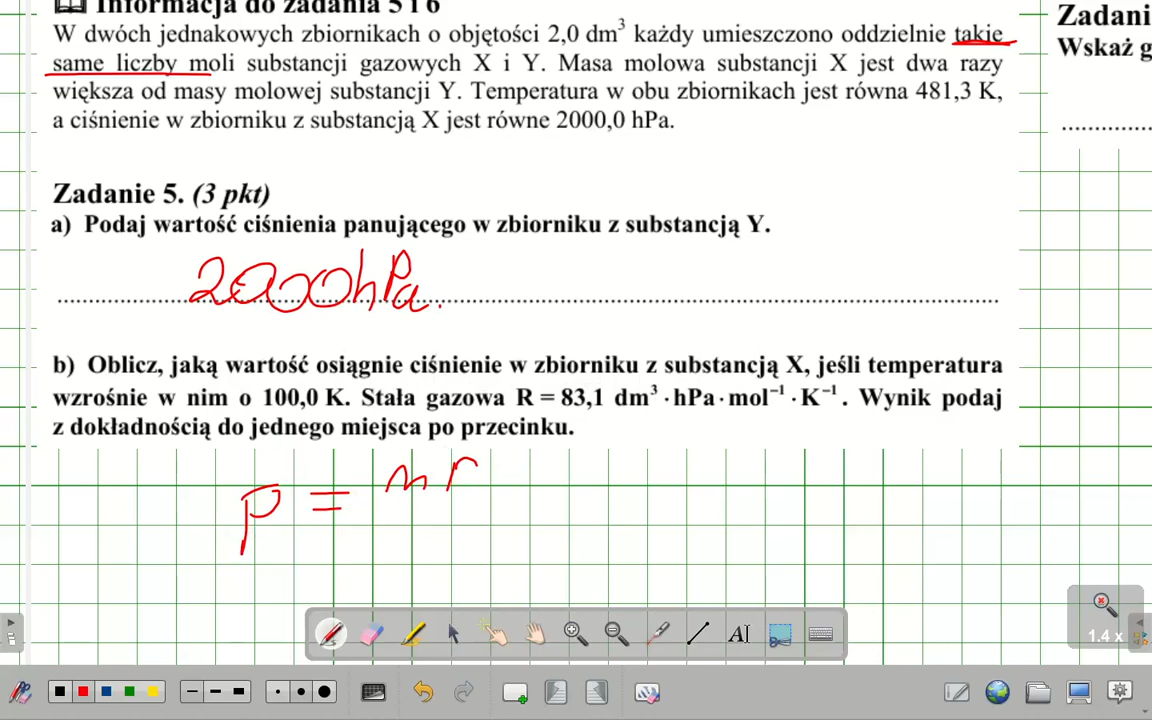 Informacja do zadania 5 i 6
W dwóch jednakowych zbiornikach o objętości 2,0 dm³ każdy umieszczono oddzielnie takie
same liczby moli substancji gazowych X i Y. Masa molowa substancji X jest dwa razy
większa od masy molowej substancji Y. Temperatura w obu zbiornikach jest równa 481,3 K,
a ciśnienie w zbiorniku z substancją X jest równe 2000,0 hPa.
Zadanie 5. (3 pkt)
a) Podaj wartość ciśnienia panującego w zbiorniku z substancją Y.
2000hPa.
b) Oblicz, jaką wartość osiągnie ciśnienie w zbiorniku z substancją X, jeśli temperatura
wzrośnie w nim o 100,0 K. Stała gazowa R = 83,1 dm³ · hPa · mol⁻¹ · K⁻¹. Wynik podaj
z dokładnością do jednego miejsca po przecinku.
p = n r
Zadani
Wskaż g
1.4 x